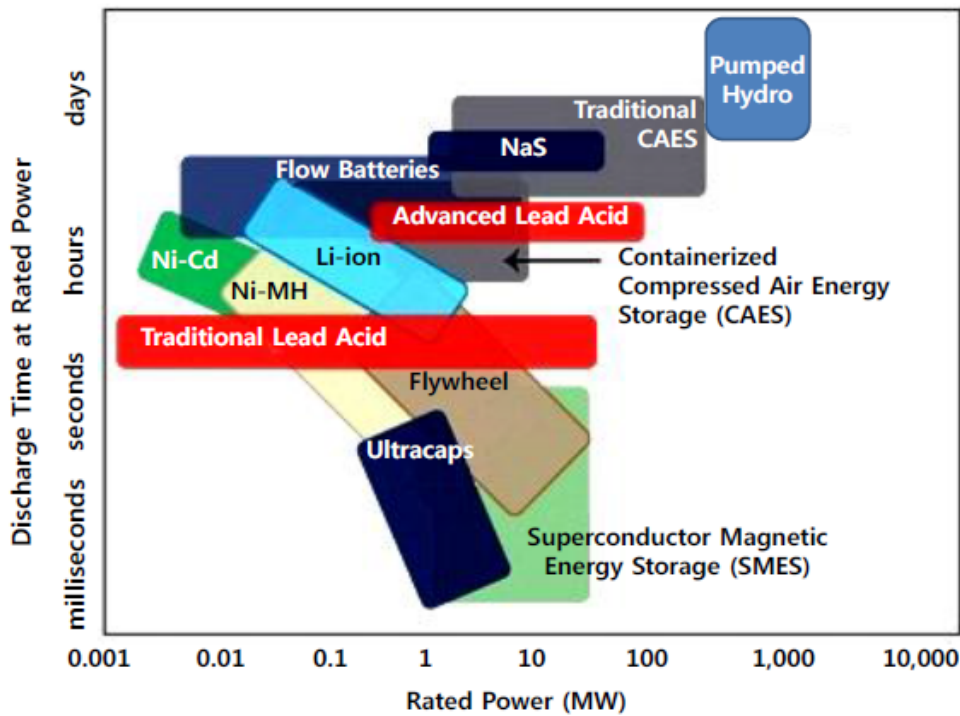 Discharge Time at Rated Power
days
hours
seconds
milliseconds
Pumped
Hydro
Traditional
CAES
NaS
Flow Batteries
Advanced Lead Acid
Li-ion
Ni-Cd
Ni-MH
Containerized
Compressed Air Energy
Storage (CAES)
Traditional Lead Acid
Flywheel
Ultracaps
Superconductor Magnetic
Energy Storage (SMES)
0.001 0.01 0.1 1 10 100 1,000 10,000
Rated Power (MW)